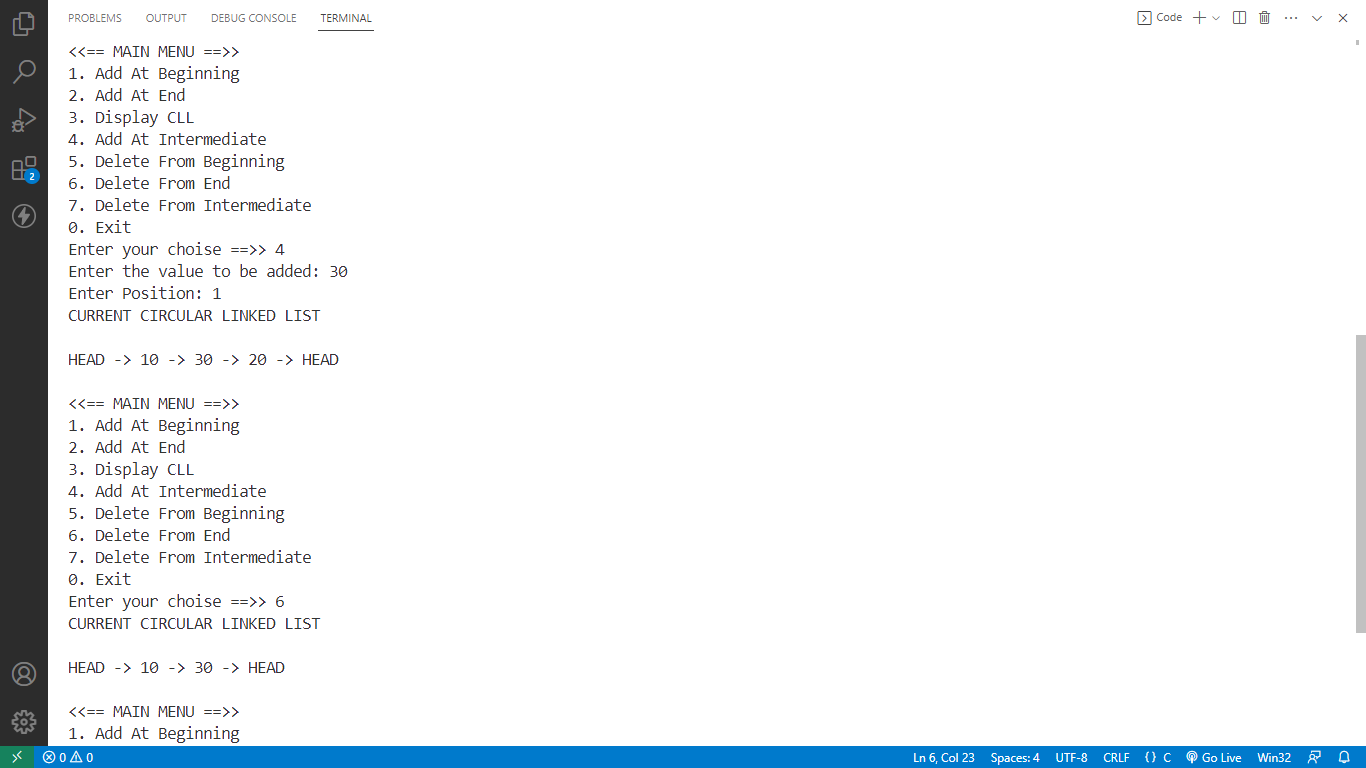 PROBLEMS OUTPUT DEBUG CONSOLE TERMINAL Code
<<== MAIN MENU ==>>
1. Add At Beginning
2. Add At End
3. Display CLL
4. Add At Intermediate
5. Delete From Beginning
6. Delete From End
7. Delete From Intermediate
0. Exit
Enter your choise ==>> 4
Enter the value to be added: 30
Enter Position: 1
CURRENT CIRCULAR LINKED LIST
HEAD -> 10 -> 30 -> 20 -> HEAD
<<== MAIN MENU ==>>
1. Add At Beginning
2. Add At End
3. Display CLL
4. Add At Intermediate
5. Delete From Beginning
6. Delete From End
7. Delete From Intermediate
0. Exit
Enter your choise ==>> 6
CURRENT CIRCULAR LINKED LIST
HEAD -> 10 -> 30 -> HEAD
<<== MAIN MENU ==>>
1. Add At Beginning
2
0 0 Ln 6, Col 23 Spaces: 4 UTF-8 CRLF {} C Go Live Win32